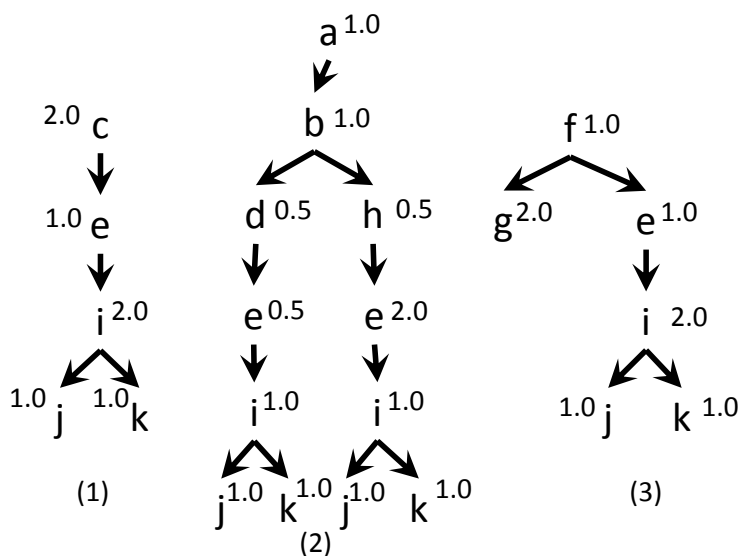 a 1.0
2.0 c
b 1.0
f 1.0
1.0 e
d 0.5
h 0.5
g 2.0
e 1.0
i 2.0
e 0.5
e 2.0
i 2.0
1.0 j
1.0 k
i 1.0
i 1.0
1.0 j
k 1.0
j 1.0
k 1.0
j 1.0
k 1.0
(1)
(2)
(3)